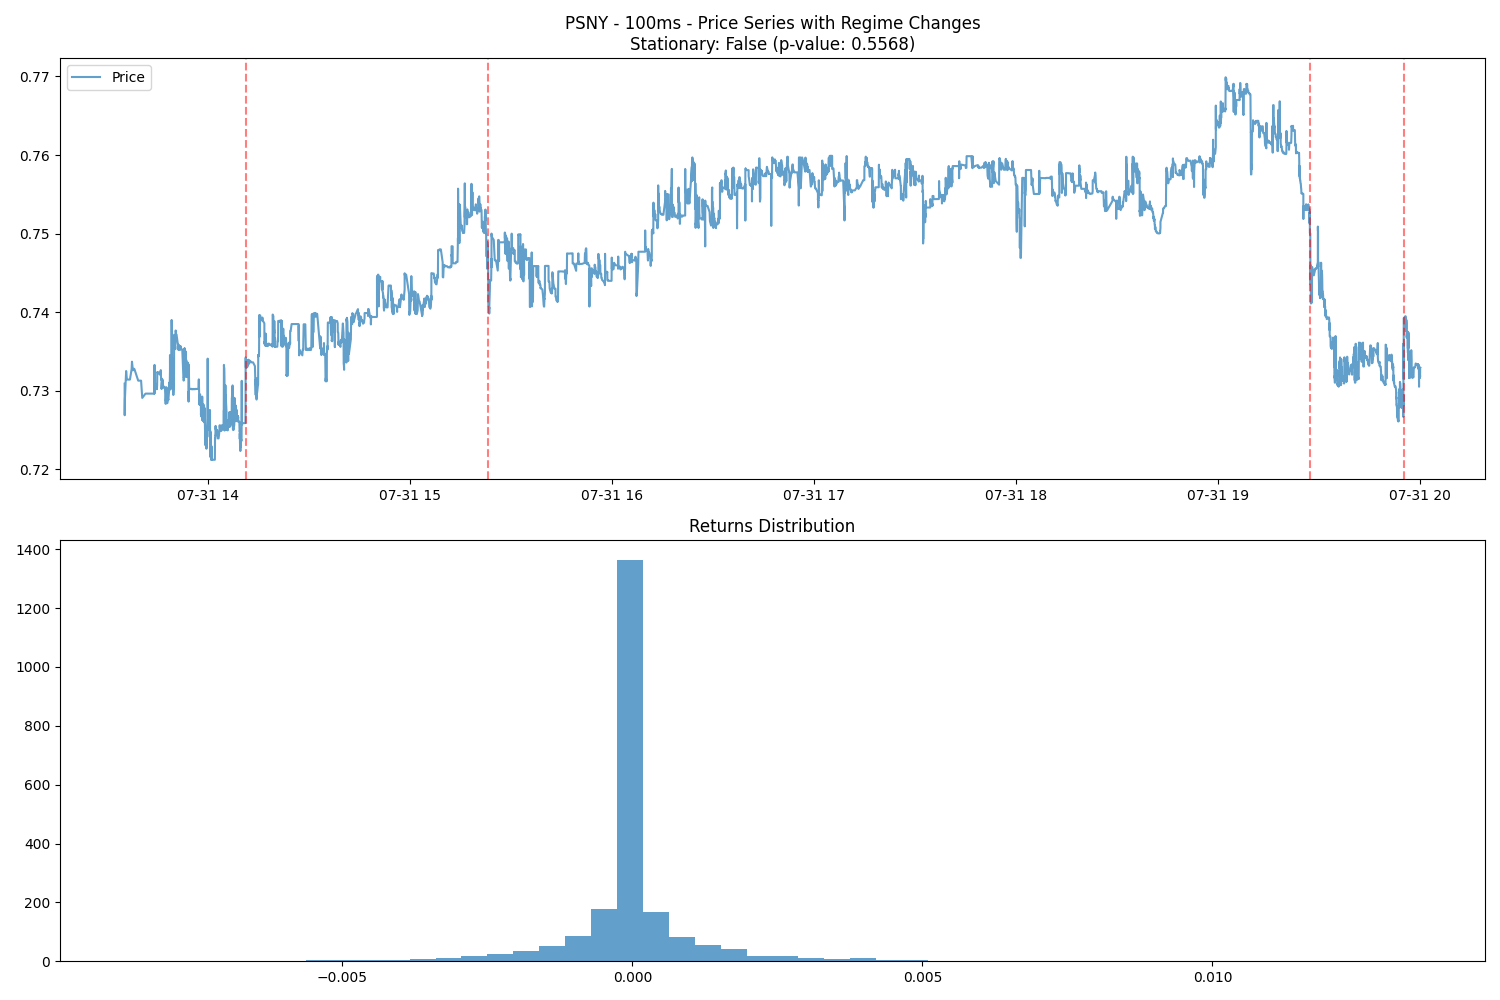 PSNY - 100ms - Price Series with Regime Changes
Stationary: False (p-value: 0.5568)
Price
0.77
0.76
0.75
0.74
0.73
0.72
07-31 14 07-31 15 07-31 16 07-31 17 07-31 18 07-31 19 07-31 20
Returns Distribution
1400
1200
1000
800
600
400
200
0
−0.005 0.000 0.005 0.010